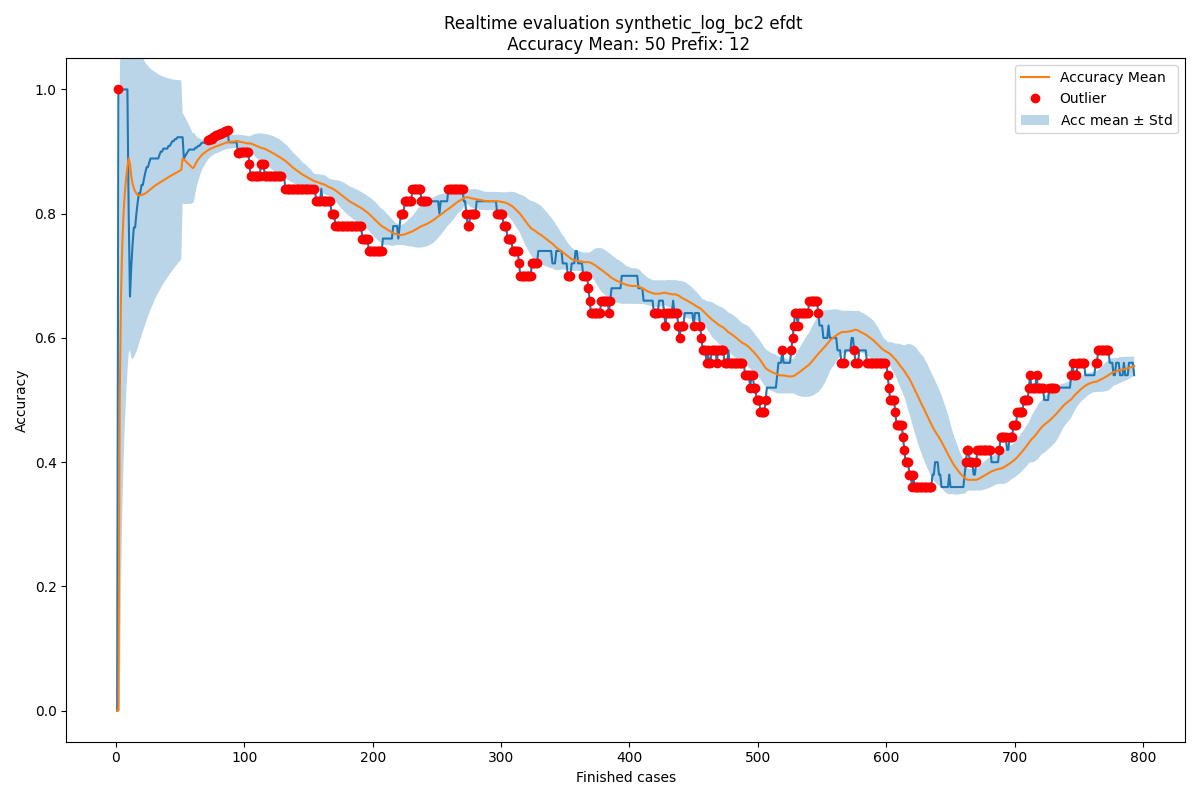 Realtime evaluation synthetic_log_bc2 efdt
Accuracy Mean: 50 Prefix: 12
Accuracy Mean
Outlier
Acc mean ± Std
1.0
0.8
0.6
0.4
0.2
0.0
Accuracy
0 100 200 300 400 500 600 700 800
Finished cases